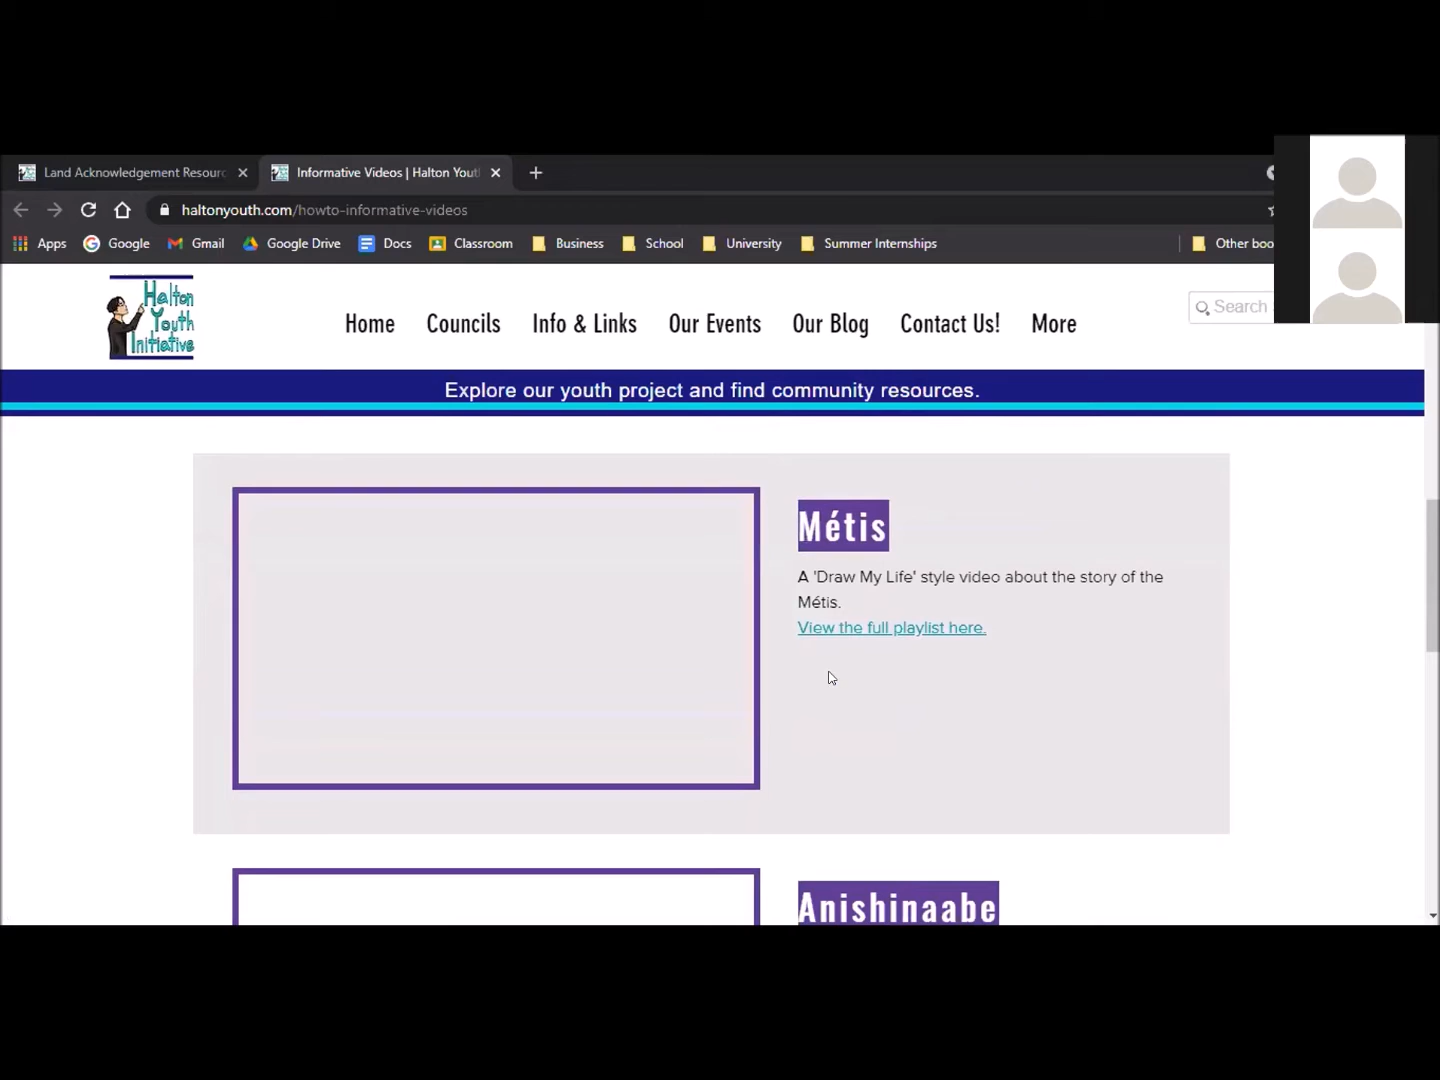 Land Acknowledgement Resourc
Informative Videos | Halton Yout
haltonyouth.com/howto-informative-videos
Apps Google Gmail Google Drive Docs Classroom Business School University Summer Internships Other boo
Halton
Youth
Initiative
Home Councils Info & Links Our Events Our Blog Contact Us! More
Search
Explore our youth project and find community resources.
Métis
A 'Draw My Life' style video about the story of the
Métis.
View the full playlist here.
Anishinaabe